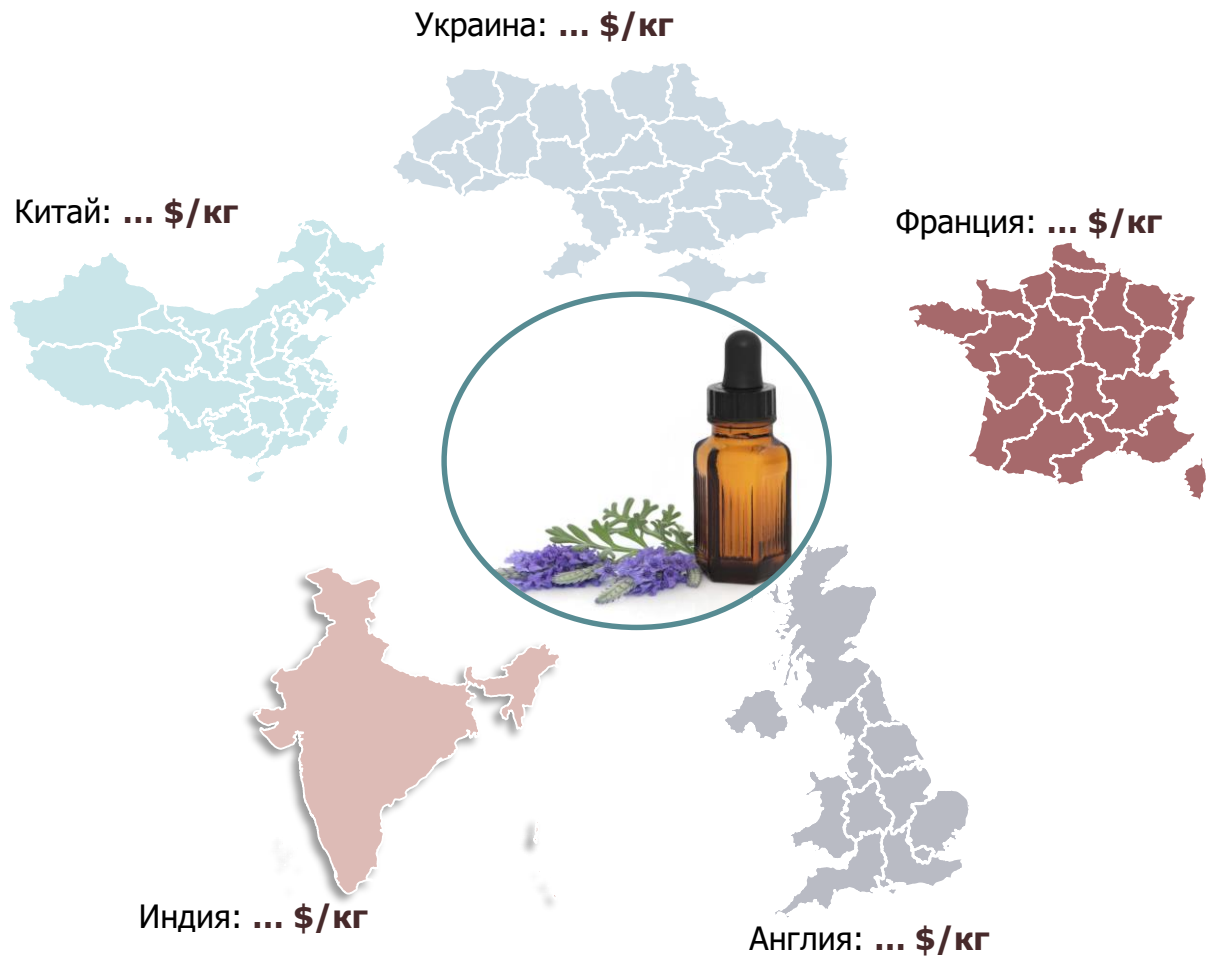 Украина: ... $/кг
Китай: ... $/кг
Франция: ... $/кг
Индия: ... $/кг
Англия: ... $/кг